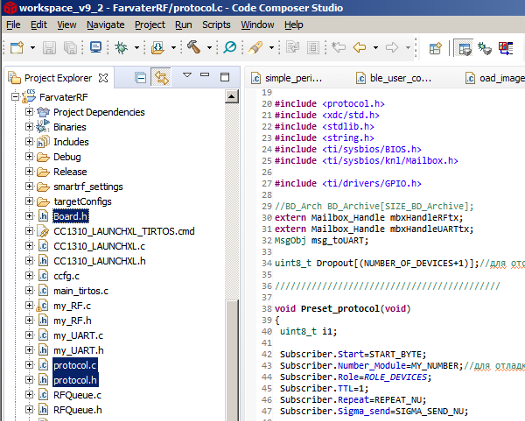 workspace_v9_2 - FarvaterRF/protocol.c - Code Composer Studio
File Edit View Navigate Project Run Scripts Window Help
Project Explorer
FarvaterRF
Project Dependencies
Binaries
Includes
Debug
Release
smartrf_settings
targetConfigs
Board.h
CC1310_LAUNCHXL_TIRTOS.cmd
CC1310_LAUNCHXL.c
CC1310_LAUNCHXL.h
ccfg.c
main_tirtos.c
my_RF.c
my_RF.h
my_UART.c
my_UART.h
protocol.c
protocol.h
RFQueue.c
RFQueue.h
simple_peri... ble_user_co... oad_image
19
20 #include <protocol.h>
21 #include <xdc/std.h>
22 #include <stdlib.h>
23 #include <string.h>
24 #include <ti/sysbios/BIOS.h>
25 #include <ti/sysbios/knl/Mailbox.h>
26
27 #include <ti/drivers/GPIO.h>
28
29 //BD_Arch BD_Archive[SIZE_BD_Archive];
30 extern Mailbox_Handle mbxHandleRFtx;
31 extern Mailbox_Handle mbxHandleUARTtx;
32 MsgObj msg_toUART;
33
34 uint8_t Dropout[(NUMBER_OF_DEVICES+1)];//для отс
35
36 ///////////////////////////////////////////
37
38 void Preset_protocol(void)
39 {
40 uint8_t i1;
41
42 Subscriber.Start=START_BYTE;
43 Subscriber.Number_Module=MY_NUMBER;//для отладк
44 Subscriber.Role=ROLE_DEVICES;
45 Subscriber.TTL=1;
46 Subscriber.Repeat=REPEAT_NU;
47 Subscriber.Sigma_send=SIGMA_SEND_NU;